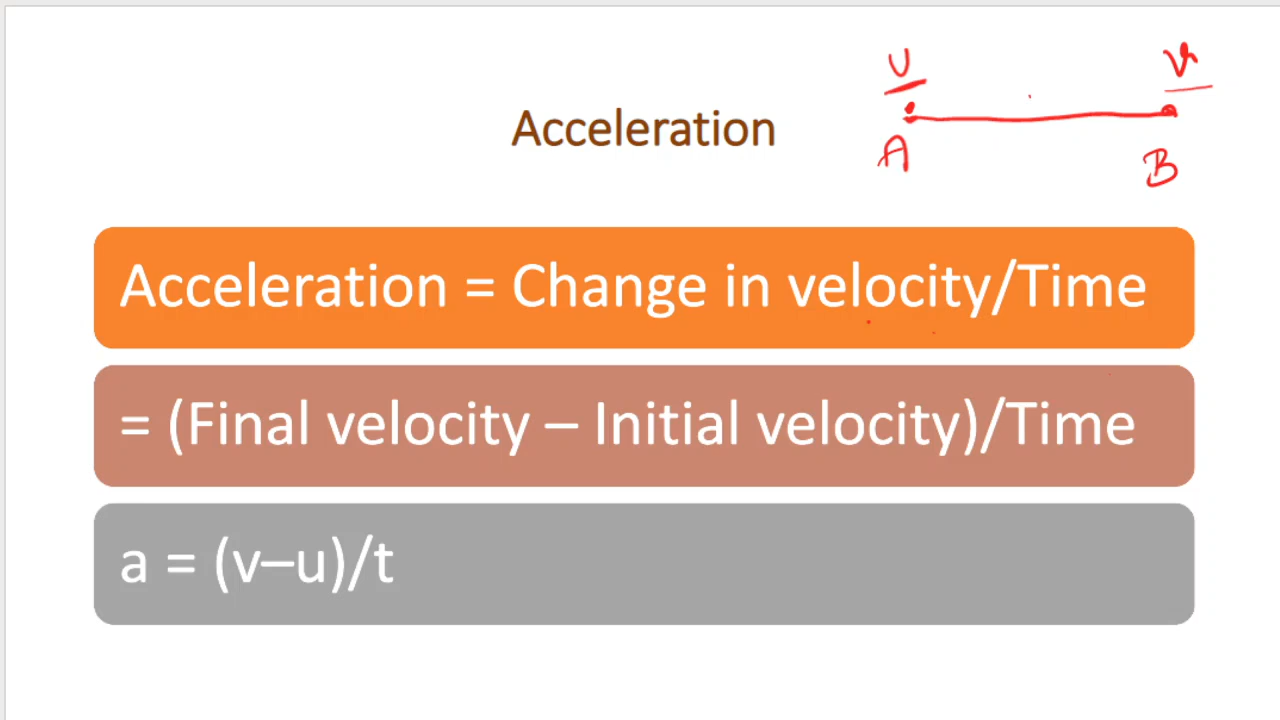 U
v
Acceleration
A
B
Acceleration = Change in velocity/Time
= (Final velocity – Initial velocity)/Time
a = (v–u)/t